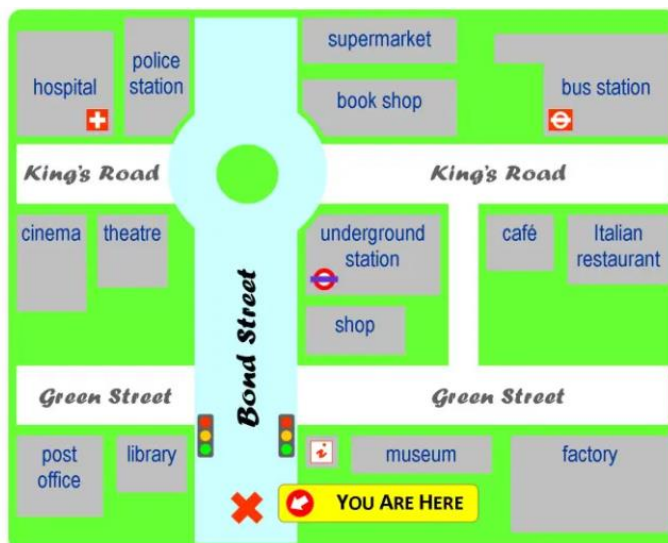 hospital
police
station
supermarket
book shop
bus station
King's Road
King's Road
cinema
theatre
underground
station
café
Italian
restaurant
shop
Bond Street
Green Street
Green Street
post
office
library
i
museum
factory
YOU ARE HERE